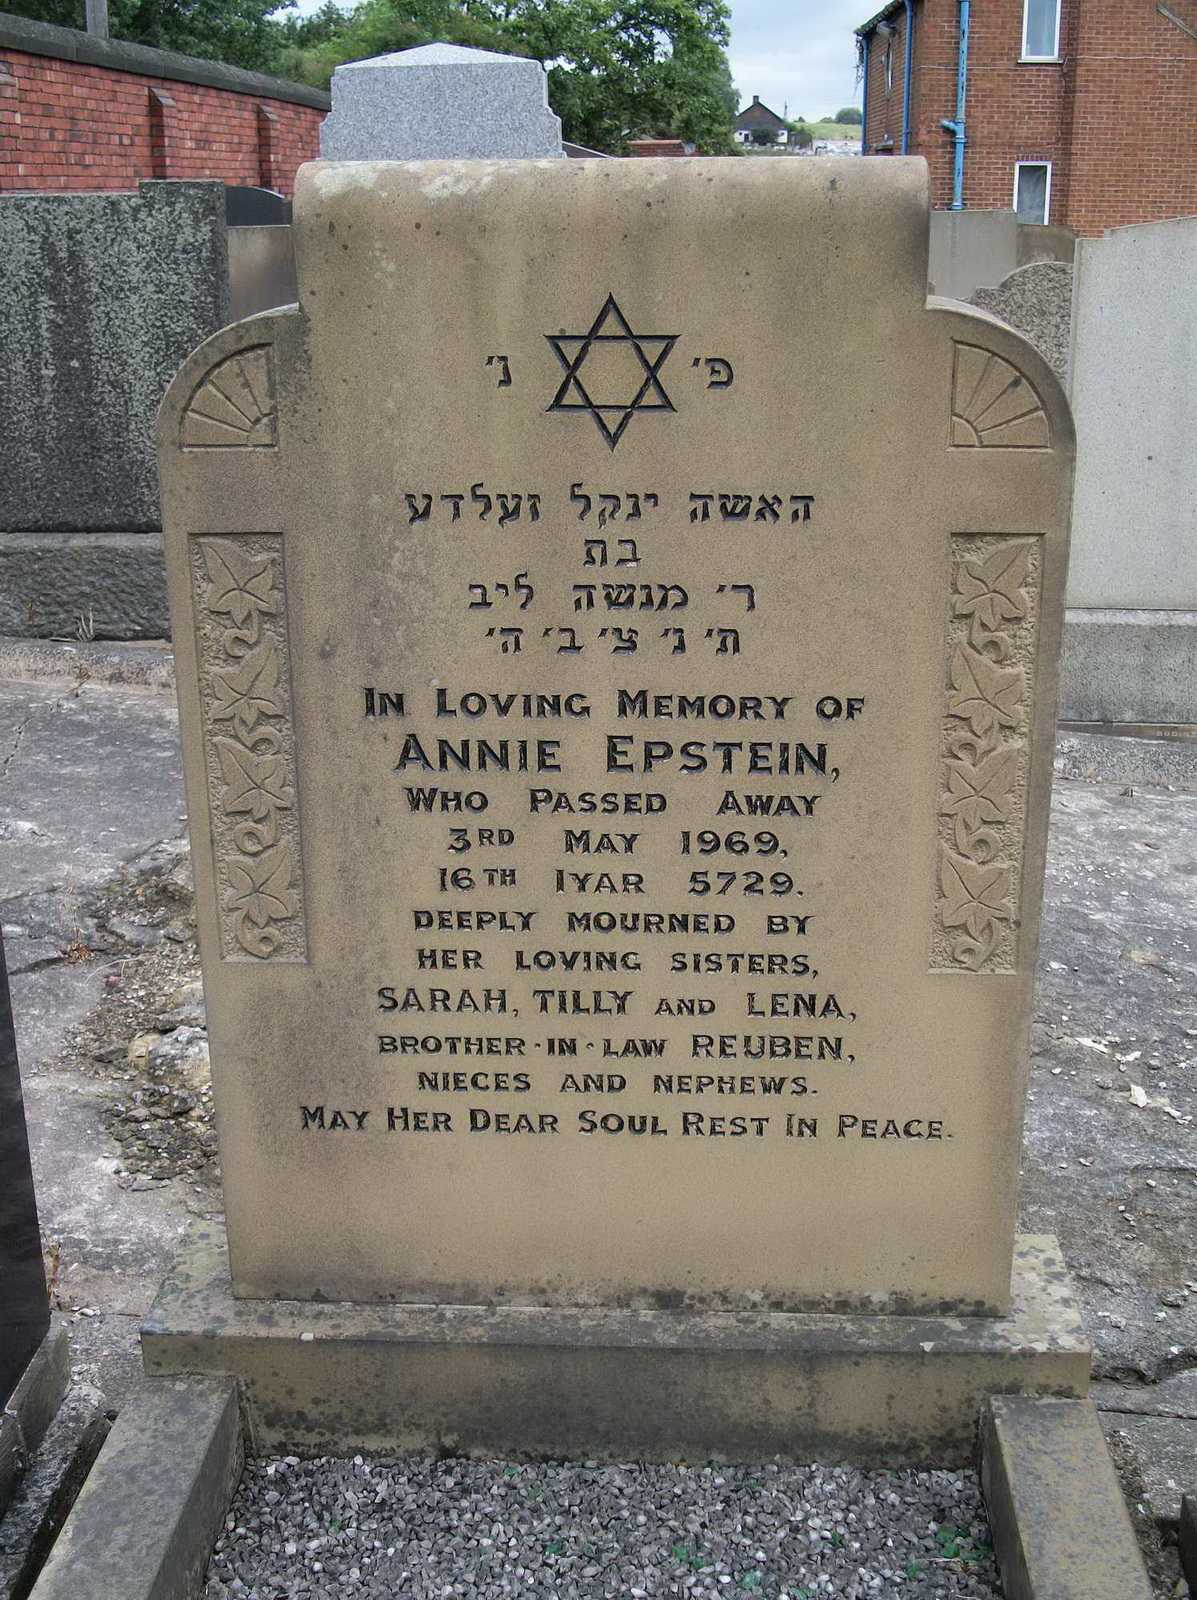 פ׳ נ׳
האשה ינקל זעלדע
בת
ר׳ מנשה ליב
ת׳ נ׳ צ׳ ב׳ ה׳
IN LOVING MEMORY OF
ANNIE EPSTEIN,
WHO PASSED AWAY
3RD MAY 1969,
16TH IYAR 5729.
DEEPLY MOURNED BY
HER LOVING SISTERS,
SARAH, TILLY AND LENA,
BROTHER·IN·LAW REUBEN,
NIECES AND NEPHEWS.
MAY HER DEAR SOUL REST IN PEACE.